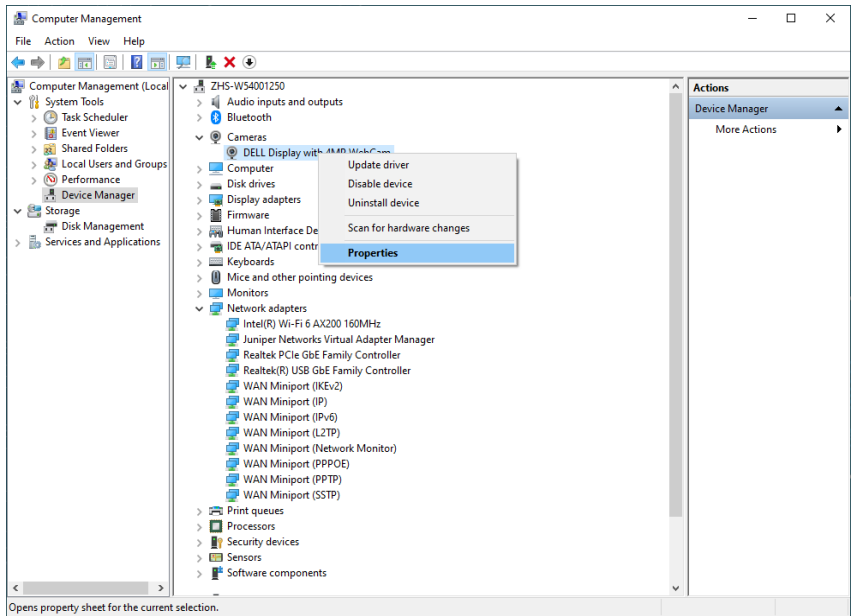 Computer Management
File Action View Help
Computer Management (Local
System Tools
Task Scheduler
Event Viewer
Shared Folders
Local Users and Groups
Performance
Device Manager
Storage
Disk Management
Services and Applications
ZHS-W54001250
Audio inputs and outputs
Bluetooth
Cameras
DELL Display with 4MP WebCam
Computer
Disk drives
Display adapters
Firmware
Human Interface De
IDE ATA/ATAPI contr
Keyboards
Mice and other pointing devices
Monitors
Network adapters
Intel(R) Wi-Fi 6 AX200 160MHz
Juniper Networks Virtual Adapter Manager
Realtek PCIe GbE Family Controller
Realtek(R) USB GbE Family Controller
WAN Miniport (IKEv2)
WAN Miniport (IP)
WAN Miniport (IPv6)
WAN Miniport (L2TP)
WAN Miniport (Network Monitor)
WAN Miniport (PPPOE)
WAN Miniport (PPTP)
WAN Miniport (SSTP)
Print queues
Processors
Security devices
Sensors
Software components
Update driver
Disable device
Uninstall device
Scan for hardware changes
Properties
Actions
Device Manager
More Actions
Opens property sheet for the current selection.